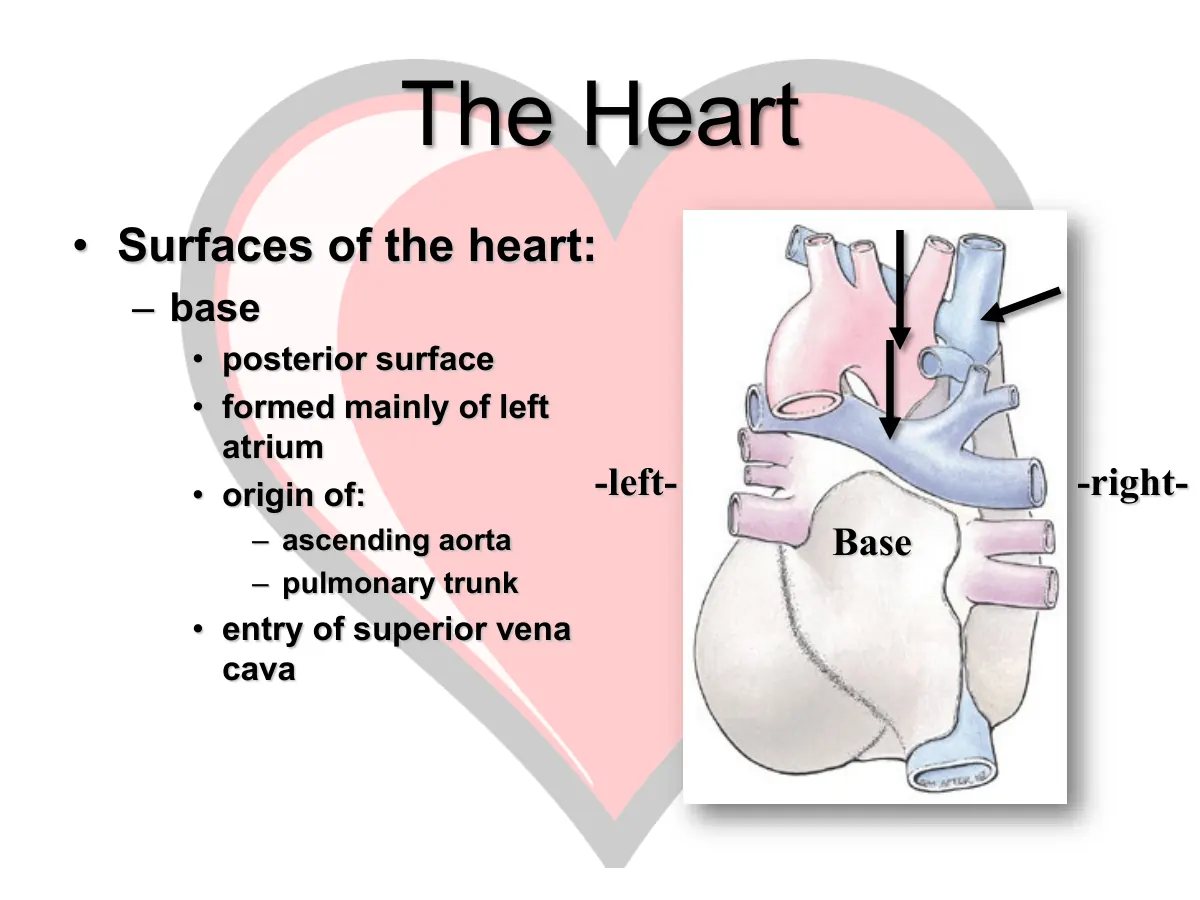 The Heart
• Surfaces of the heart:
– base
• posterior surface
• formed mainly of left
atrium
• origin of:
– ascending aorta
– pulmonary trunk
• entry of superior vena
cava
-left-
-right-
Base
AFTER